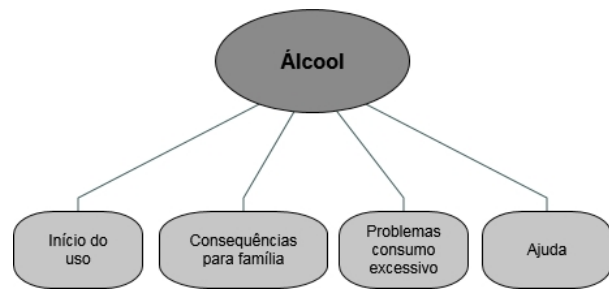 Álcool
Início do
uso
Consequências
para família
Problemas
consumo
excessivo
Ajuda